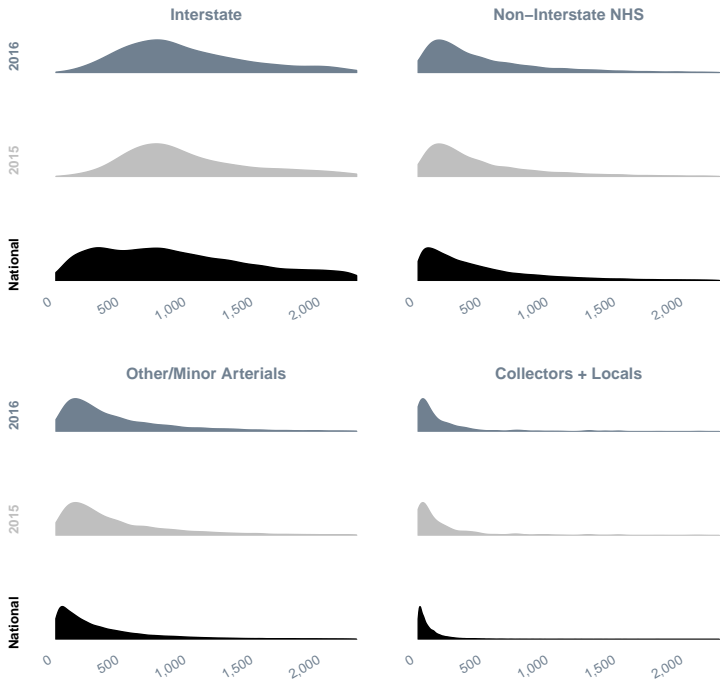 Interstate
Non−Interstate NHS
2016
2015
National
0 500 1,000 1,500 2,000
0 500 1,000 1,500 2,000
Other/Minor Arterials
Collectors + Locals
2016
2015
National
0 500 1,000 1,500 2,000
0 500 1,000 1,500 2,000